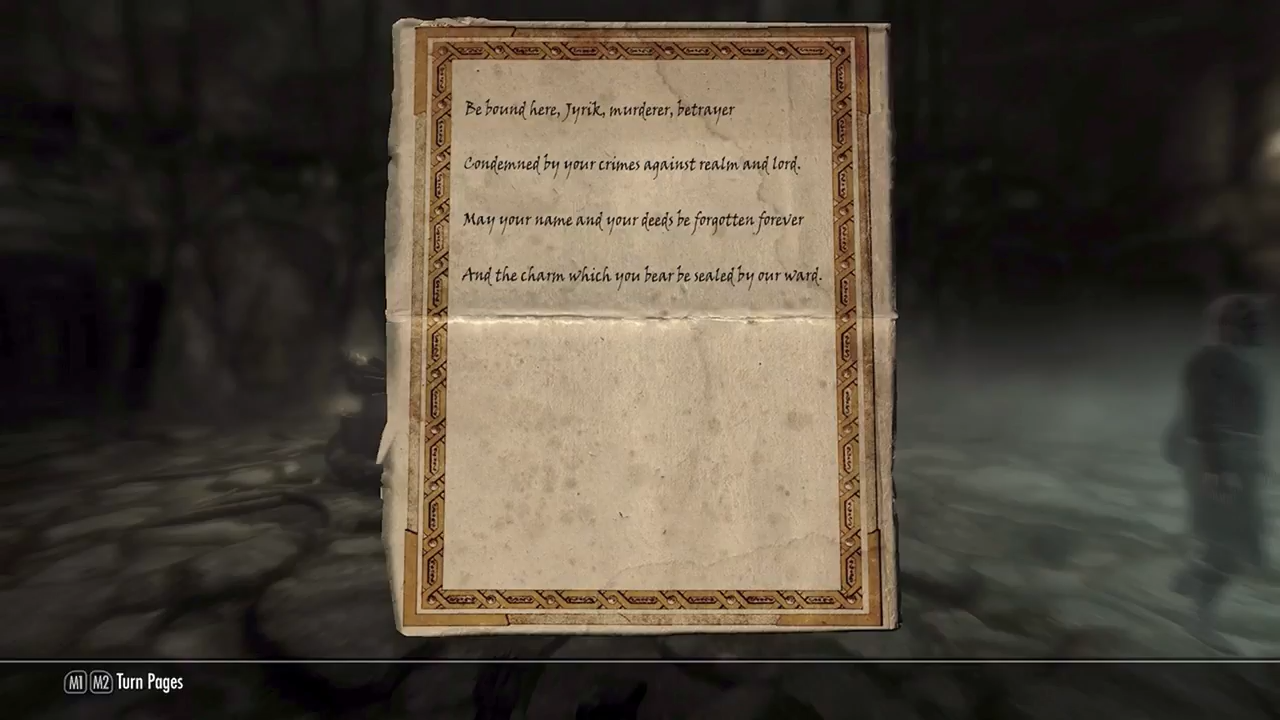 Be bound here, Jyrik, murderer, betrayer
Condemned by your crimes against realm and lord.
May your name and your deeds be forgotten forever
And the charm which you bear be sealed by our ward.
M1 M2 Turn Pages